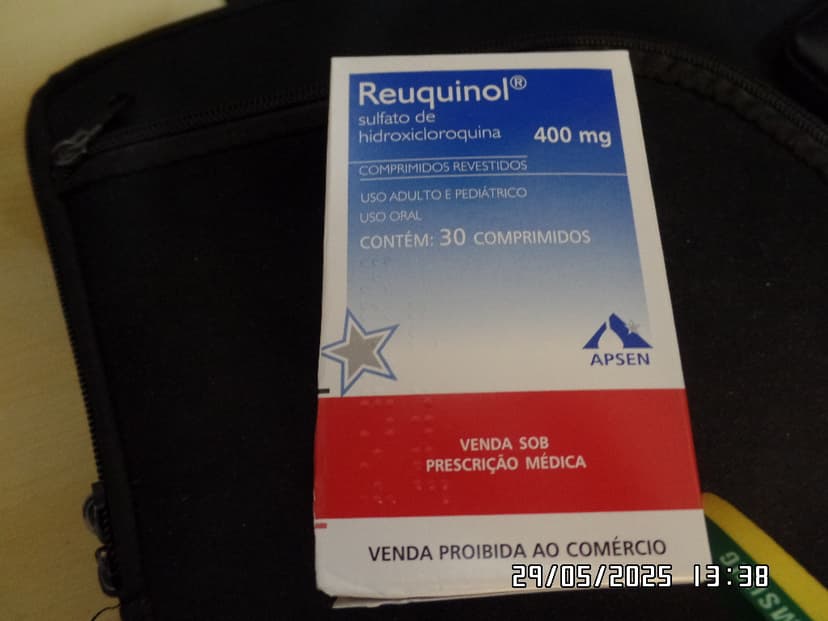 Reuquinol®
sulfato de
hidroxicloroquina 400 mg
COMPRIMIDOS REVESTIDOS
USO ADULTO E PEDIÁTRICO
USO ORAL
CONTÉM: 30 COMPRIMIDOS
APSEN
VENDA SOB
PRESCRIÇÃO MÉDICA
VENDA PROIBIDA AO COMÉRCIO
29/05/2025 13:38